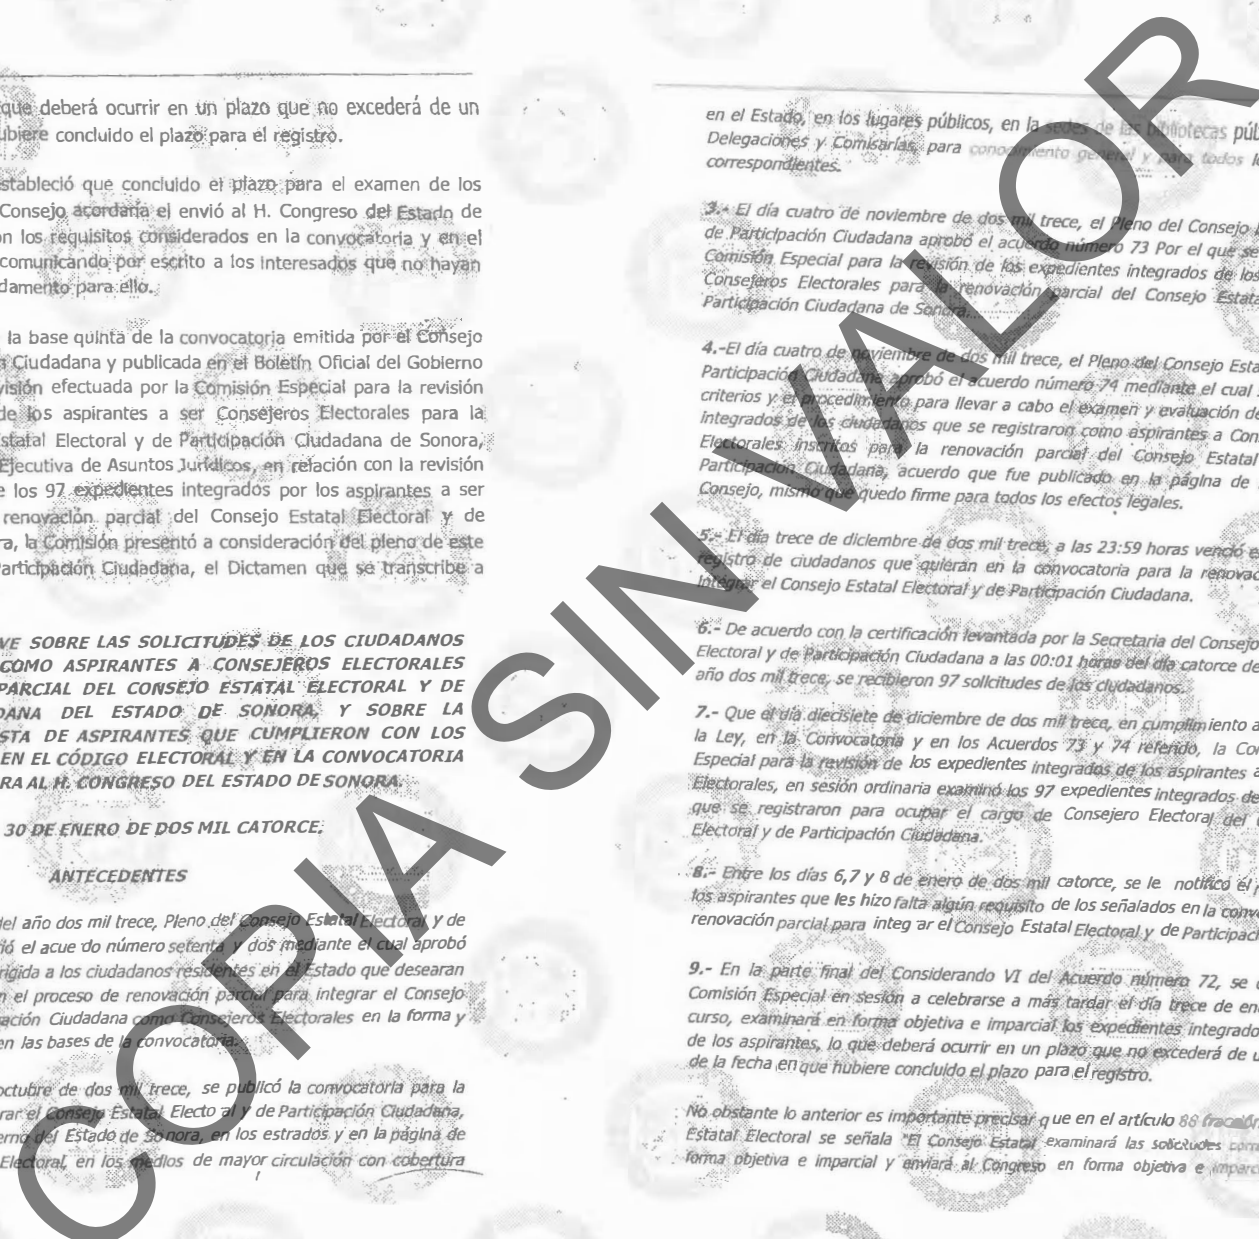 que deberá ocurrir en un plazo que no excederá de un
ubiere concluido el plazo para el registro.
stableció que concluido el plazo para el examen de los
Consejo acordaría el envió al H. Congreso del Estado de
on los requisitos considerados en la convocatoria y en el
comunicando por escrito a los interesados que no hayan
damento para ello.
la base quinta de la convocatoria emitida por el Consejo
n Ciudadana y publicada en el Boletín Oficial del Gobierno
visión efectuada por la Comisión Especial para la revisión
de los aspirantes a ser Consejeros Electorales para la
statal Electoral y de Participación Ciudadana de Sonora,
Ejecutiva de Asuntos Jurídicos, en relación con la revisión
e los 97 expedientes integrados por los aspirantes a ser
renovación parcial del Consejo Estatal Electoral y de
ra, la Comisión presentó a consideración del pleno de este
Participación Ciudadana, el Dictamen que se transcribe a
VE SOBRE LAS SOLICITUDES DE LOS CIUDADANOS
COMO ASPIRANTES A CONSEJEROS ELECTORALES
PARCIAL DEL CONSEJO ESTATAL ELECTORAL Y DE
DANA DEL ESTADO DE SONORA, Y SOBRE LA
STA DE ASPIRANTES QUE CUMPLIERON CON LOS
EN EL CÓDIGO ELECTORAL Y EN LA CONVOCATORIA
RA AL H. CONGRESO DEL ESTADO DE SONORA.
30 DE ENERO DE DOS MIL CATORCE.
ANTECEDENTES
del año dos mil trece, Pleno del Consejo Estatal Electoral y de
ió el acue do número setenta y dos mediante el cual aprobó
rigida a los ciudadanos residentes en el Estado que desearan
n el proceso de renovación parcial para integrar el Consejo
ación Ciudadana como Consejeros Electorales en la forma y
en las bases de la convocatoria.
octubre de dos mil trece, se publicó la convocatoria para la
rar el Consejo Estatal Electo al y de Participación Ciudadana,
erno del Estado de Sonora, en los estrados y en la página de
Electoral, en los medios de mayor circulación con cobertura
en el Estado, en los lugares públicos, en la sedes de las bibliotecas púb
Delegaciones y Comisarías, para conocimiento general y para todos lo
correspondientes.
3.- El día cuatro de noviembre de dos mil trece, el Pleno del Consejo
de Participación Ciudadana aprobó el acuerdo número 73 Por el que se
Comisión Especial para la revisión de los expedientes integrados de los
Consejeros Electorales para la renovación parcial del Consejo Estata
Participación Ciudadana de Sonora.
4.-El día cuatro de noviembre de dos mil trece, el Pleno del Consejo Esta
Participación Ciudadana aprobó el acuerdo número 74 mediante el cual
criterios y el procedimiento para llevar a cabo el examen y evaluación de
integrados de los ciudadanos que se registraron como aspirantes a Con
Electorales inscritos para la renovación parcial del Consejo Estatal
Participación Ciudadana, acuerdo que fue publicado en la página de
Consejo, mismo que quedo firme para todos los efectos legales.
5.- El día trece de diciembre de dos mil trece, a las 23:59 horas venció e
registro de ciudadanos que quieran en la convocatoria para la renovac
integrar el Consejo Estatal Electoral y de Participación Ciudadana.
6.- De acuerdo con la certificación levantada por la Secretaria del Consejo
Electoral y de Participación Ciudadana a las 00:01 horas del día catorce de
año dos mil trece, se recibieron 97 solicitudes de los ciudadanos.
7.- Que el día diecisiete de diciembre de dos mil trece, en cumplimiento a
la Ley, en la Convocatoria y en los Acuerdos 73 y 74 referido, la Co
Especial para la revisión de los expedientes integrados de los aspirantes a
Electorales, en sesión ordinaria examinó los 97 expedientes integrados de
que se registraron para ocupar el cargo de Consejero Electoral del
Electoral y de Participación Ciudadana.
8.- Entre los días 6,7 y 8 de enero de dos mil catorce, se le notificó el
los aspirantes que les hizo falta algún requisito de los señalados en la conv
renovación parcial para integ ar el Consejo Estatal Electoral y de Participac
9.- En la parte final del Considerando VI del Acuerdo número 72, se
Comisión Especial en sesión a celebrarse a más tardar el día trece de en
curso, examinará en forma objetiva e imparcial los expedientes integrado
de los aspirantes, lo que deberá ocurrir en un plazo que no excederá de u
de la fecha en que hubiere concluido el plazo para el registro.
No obstante lo anterior es importante precisar que en el artículo 88 fracción
Estatal Electoral se señala "El Consejo Estatal examinará las solicitudes com
forma objetiva e imparcial y enviará al Congreso en forma objetiva e imparc
COPIA SIN VALOR